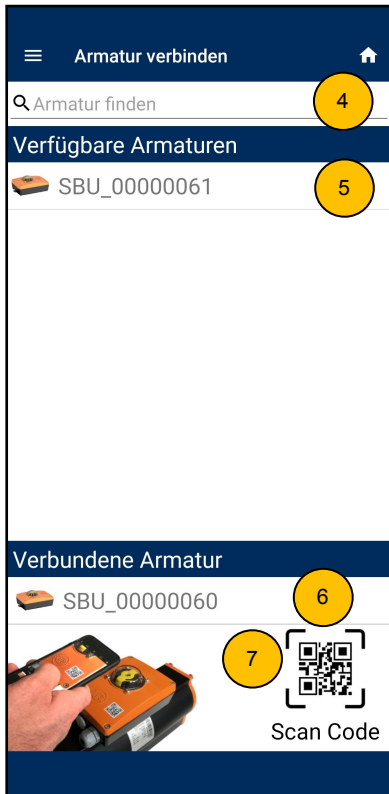 Armatur verbinden
Armatur finden
4
Verfügbare Armaturen
SBU_00000061
5
Verbundene Armatur
SBU_00000060
6
7
Scan Code